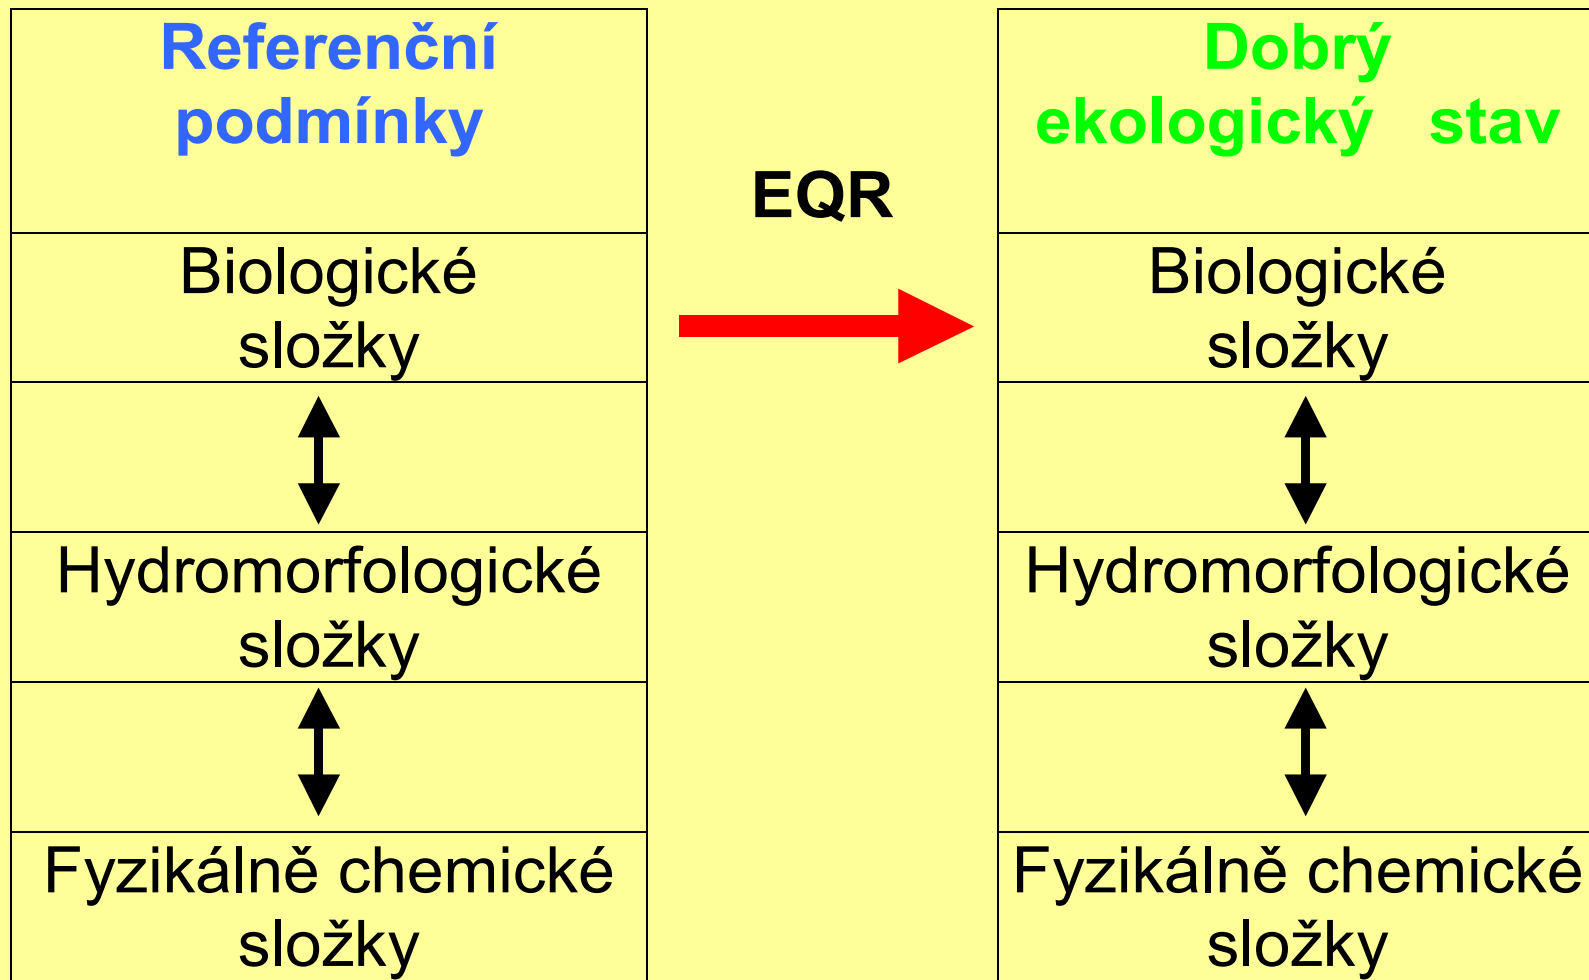 Referenční
podmínky
Biologické
složky
Hydromorfologické
složky
Fyzikálně chemické
složky
EQR
Dobrý
ekologický stav
Biologické
složky
Hydromorfologické
složky
Fyzikálně chemické
složky